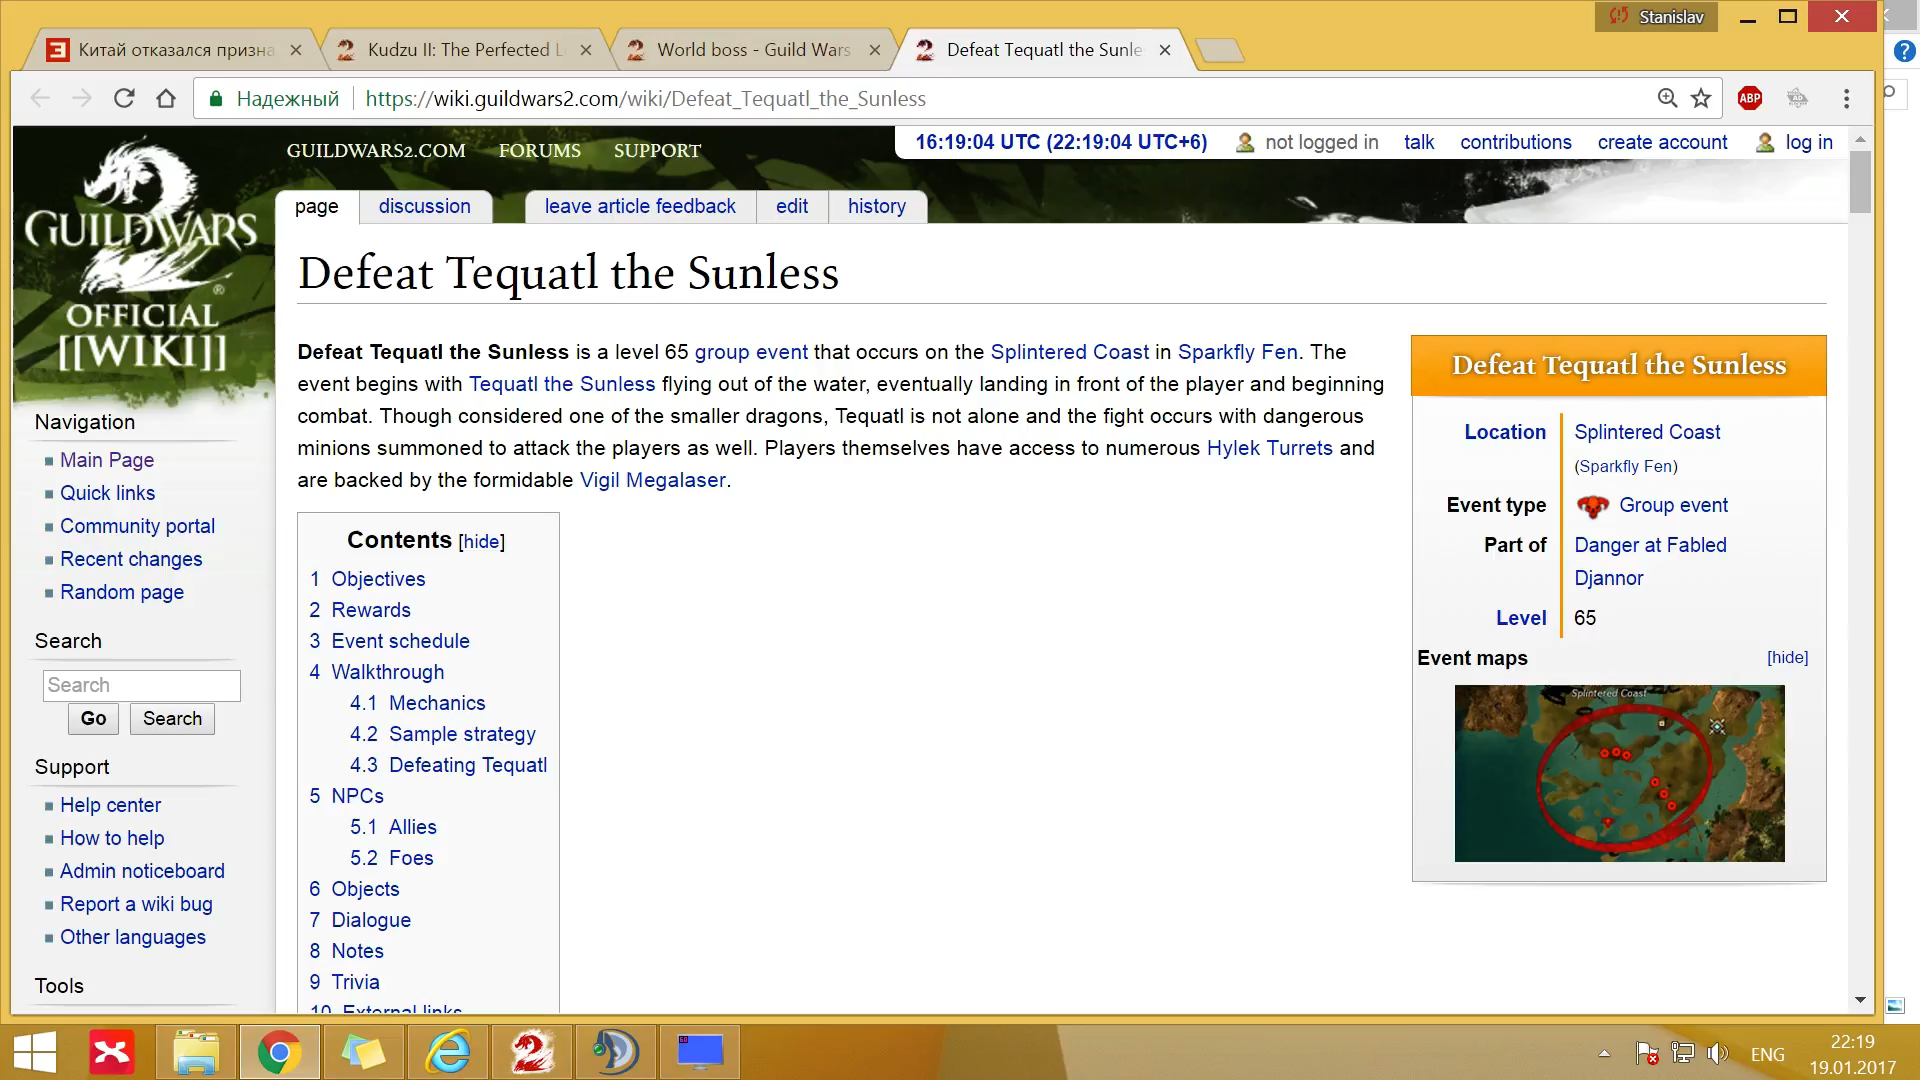 Stanislav
Китай отказался призна
Kudzu II: The Perfected L
World boss - Guild Wars
Defeat Tequatl the Sunle
Надежный
https://wiki.guildwars2.com/wiki/Defeat_Tequatl_the_Sunless
ABP
GUILDWARS2.COM FORUMS SUPPORT
16:19:04 UTC (22:19:04 UTC+6) not logged in talk contributions create account log in
page discussion leave article feedback edit history
GUILDWARS
OFFICIAL
[[WIKI]]
Defeat Tequatl the Sunless
Defeat Tequatl the Sunless is a level 65 group event that occurs on the Splintered Coast in Sparkfly Fen. The
event begins with Tequatl the Sunless flying out of the water, eventually landing in front of the player and beginning
combat. Though considered one of the smaller dragons, Tequatl is not alone and the fight occurs with dangerous
minions summoned to attack the players as well. Players themselves have access to numerous Hylek Turrets and
are backed by the formidable Vigil Megalaser.
Contents [hide]
1 Objectives
2 Rewards
3 Event schedule
4 Walkthrough
4.1 Mechanics
4.2 Sample strategy
4.3 Defeating Tequatl
5 NPCs
5.1 Allies
5.2 Foes
6 Objects
7 Dialogue
8 Notes
9 Trivia
10 External links
Defeat Tequatl the Sunless
Location Splintered Coast
(Sparkfly Fen)
Event type Group event
Part of Danger at Fabled
Djannor
Level 65
Event maps [hide]
Splintered Coast
Navigation
Main Page
Quick links
Community portal
Recent changes
Random page
Search
Search
Go Search
Support
Help center
How to help
Admin noticeboard
Report a wiki bug
Other languages
Tools
ENG
22:19
19.01.2017